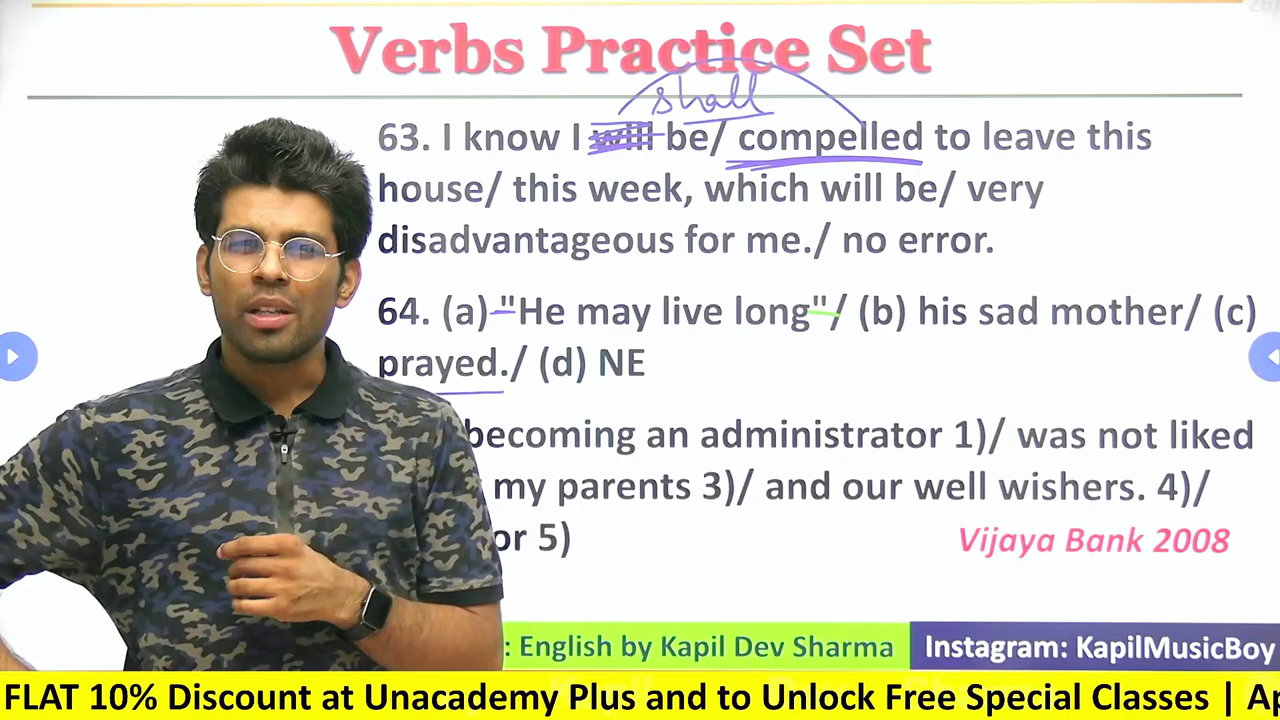 Verbs Practice Set
shall
63. I know I will be/ compelled to leave this
house/ this week, which will be/ very
disadvantageous for me./ no error.
64. (a) "He may live long"/ (b) his sad mother/ (c)
prayed./ (d) NE
becoming an administrator 1)/ was not liked
my parents 3)/ and our well wishers. 4)/
or 5)
Vijaya Bank 2008
: English by Kapil Dev Sharma
Instagram: KapilMusicBoy
FLAT 10% Discount at Unacademy Plus and to Unlock Free Special Classes |